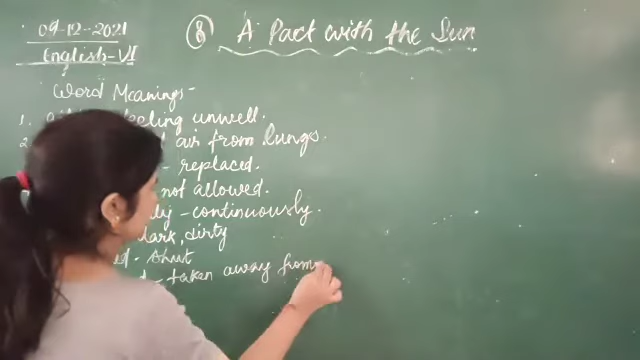 09-12-2021
English-VI
⑧ A Pact with the Sun
Word Meanings-
1. feeling unwell.
2. air from lungs.
- replaced.
not allowed.
- continuously.
dark, dirty
- shut
- taken away from